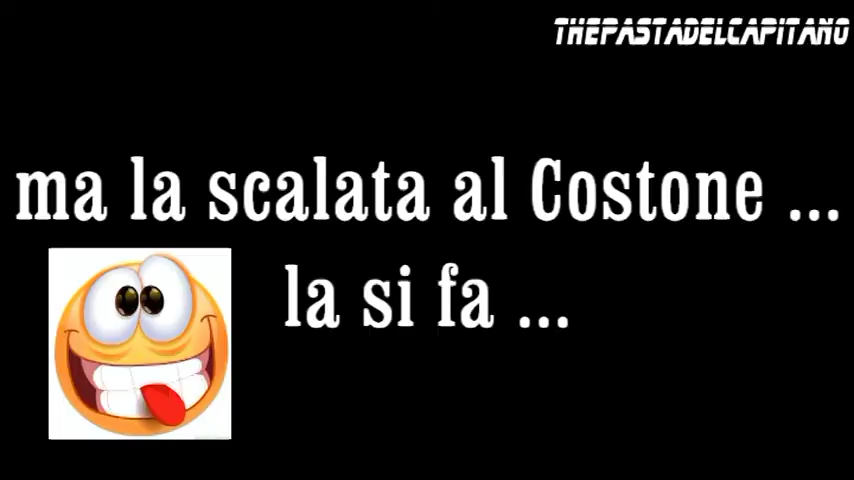 THEPASTADELCAPITANO
ma la scalata al Costone ...
la si fa ...